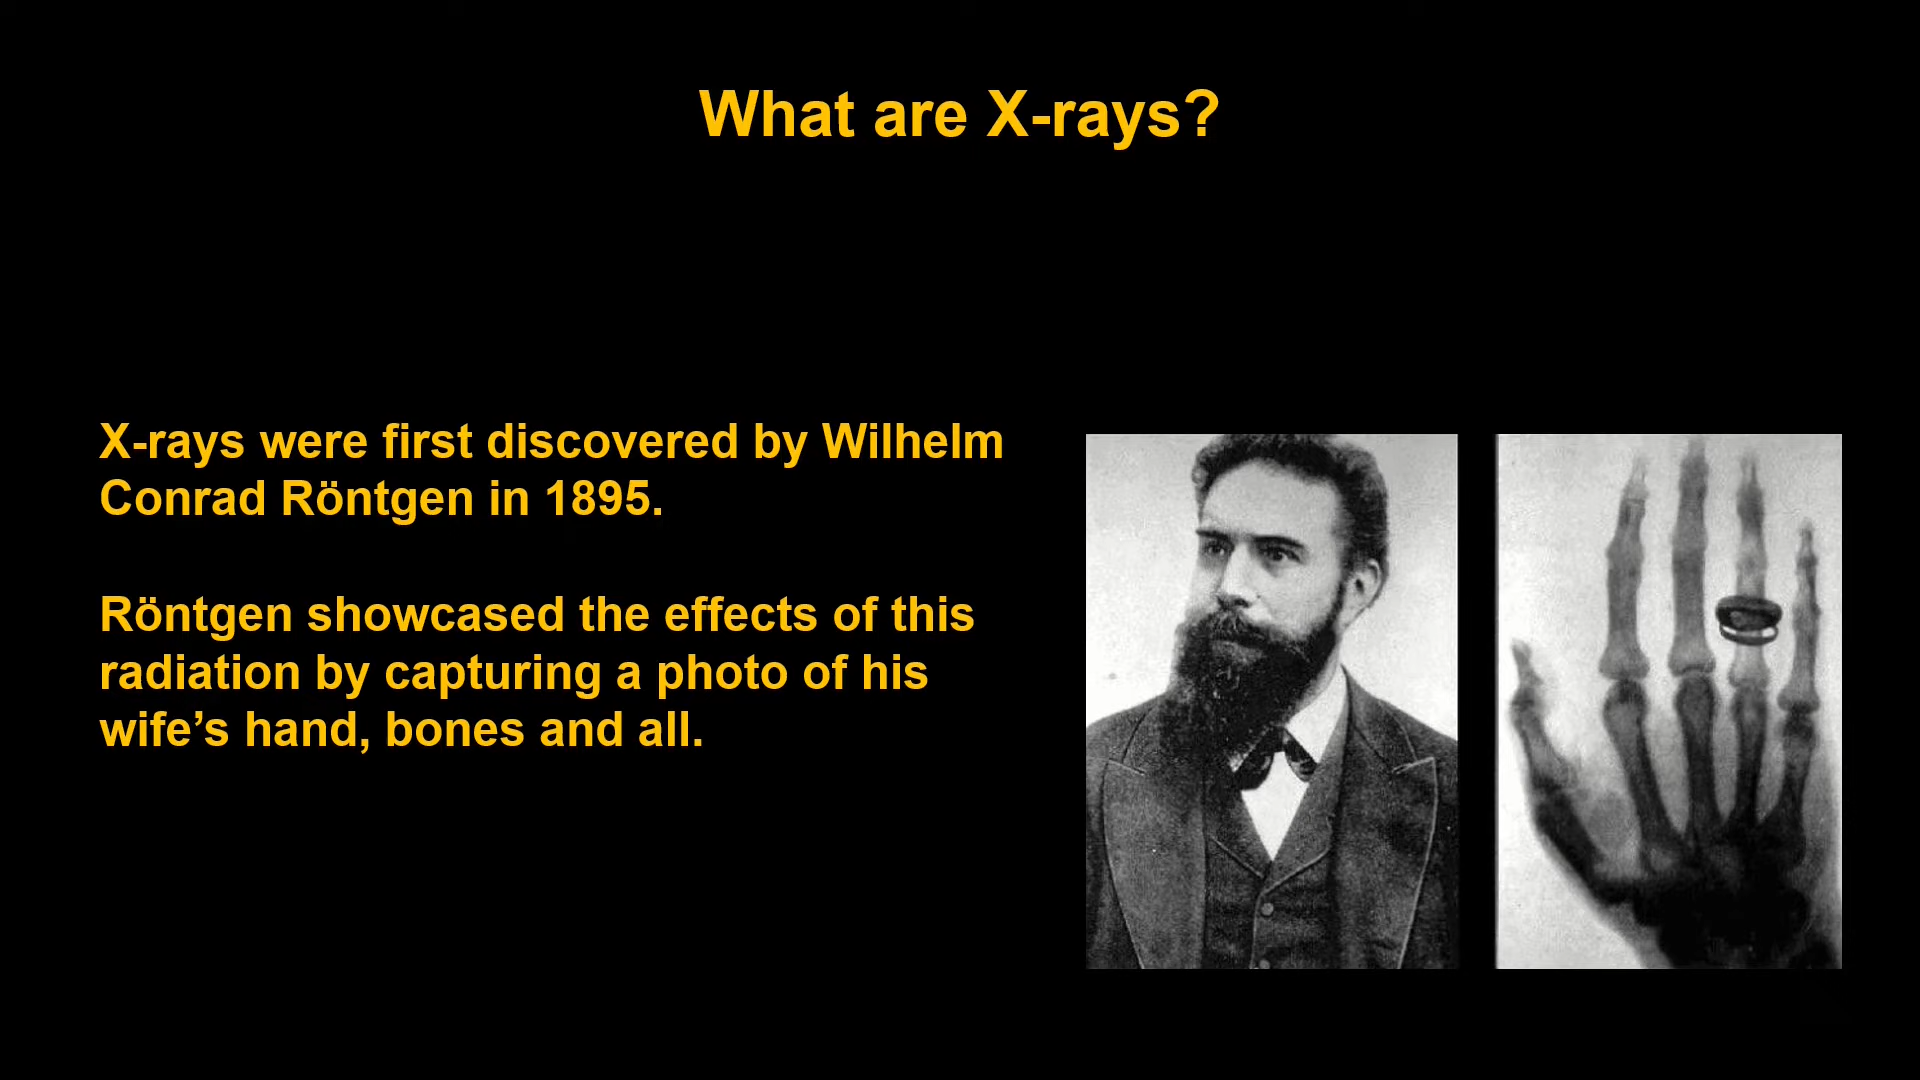 What are X-rays?
X-rays were first discovered by Wilhelm
Conrad Röntgen in 1895.
Röntgen showcased the effects of this
radiation by capturing a photo of his
wife’s hand, bones and all.